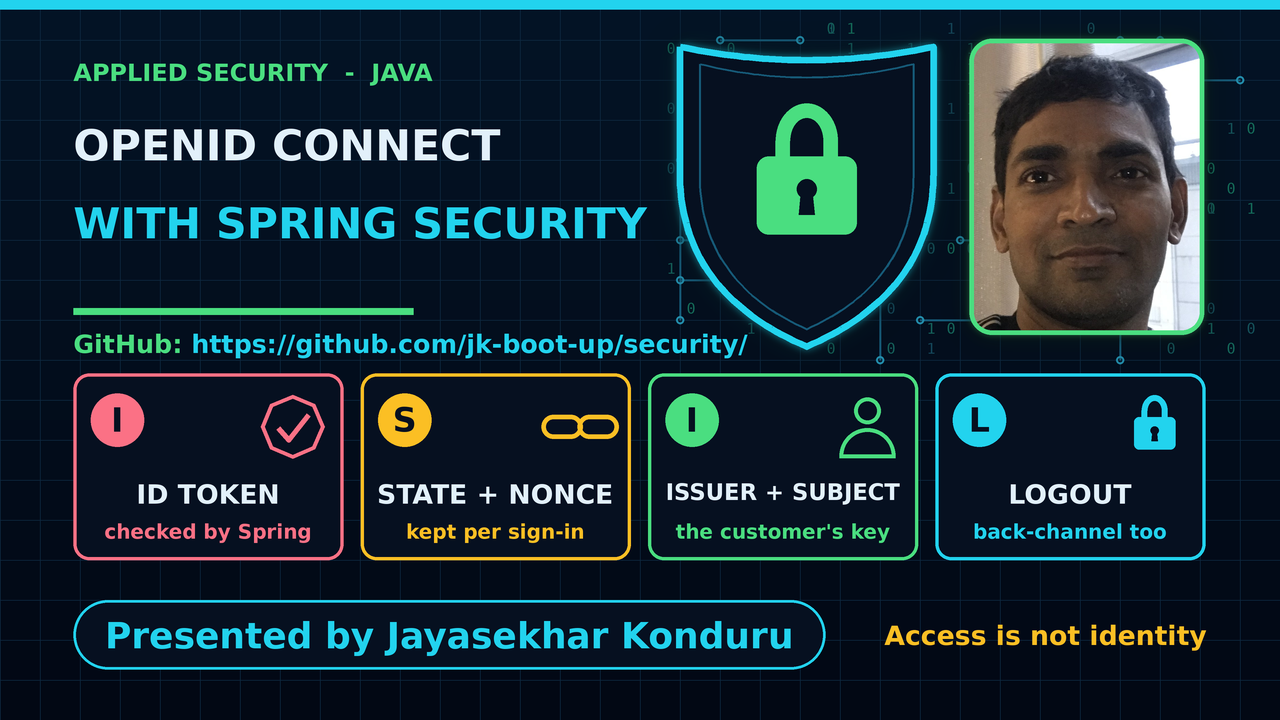 APPLIED SECURITY - JAVA
OPENID CONNECT
WITH SPRING SECURITY
GitHub: https://github.com/jk-boot-up/security/
I
ID TOKEN
checked by Spring
S
STATE + NONCE
kept per sign-in
I
ISSUER + SUBJECT
the customer's key
L
LOGOUT
back-channel too
Presented by Jayasekhar Konduru
Access is not identity